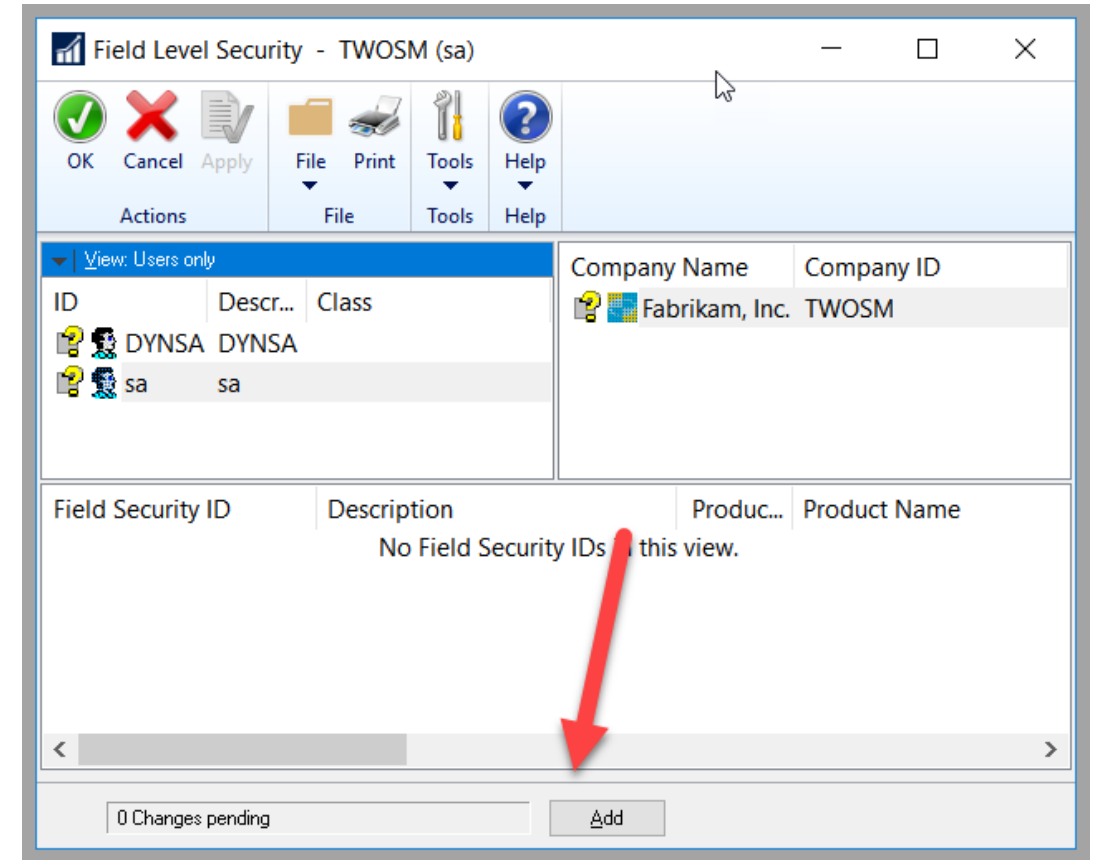 Field Level Security - TWOSM (sa)
OK Cancel Apply File Print Tools Help
Actions File Tools Help
View: Users only
ID Descr... Class
DYNSA DYNSA
sa sa
Company Name Company ID
Fabrikam, Inc. TWOSM
Field Security ID Description Produc... Product Name
No Field Security IDs in this view.
0 Changes pending Add